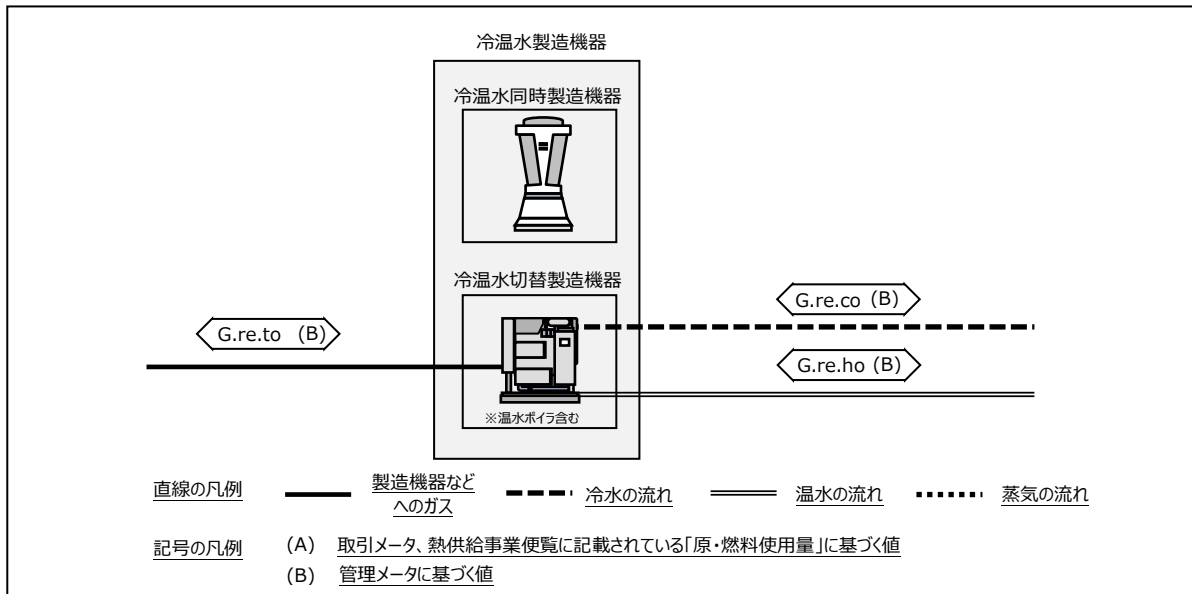 冷温水製造機器
冷温水同時製造機器
冷温水切替製造機器
G.re.to (B)
G.re.co (B)
G.re.ho (B)
※温水ボイラ含む
直線の凡例
製造機器など
へのガス
冷水の流れ
温水の流れ
蒸気の流れ
記号の凡例
(A) 取引メータ、熱供給事業便覧に記載されている「原・燃料使用量」に基づく値
(B) 管理メータに基づく値